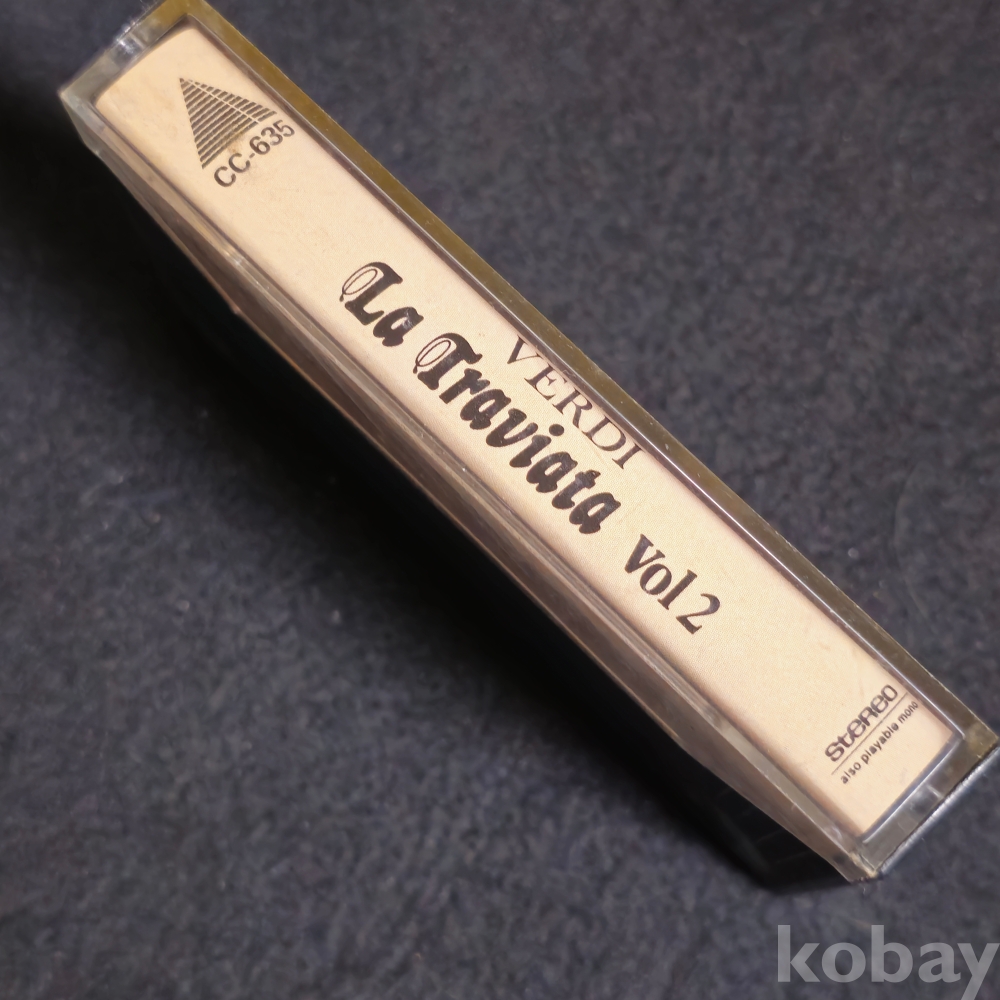 CC-635
VERDI
La Traviata Vol 2
STEREO
also playable mono
kobay